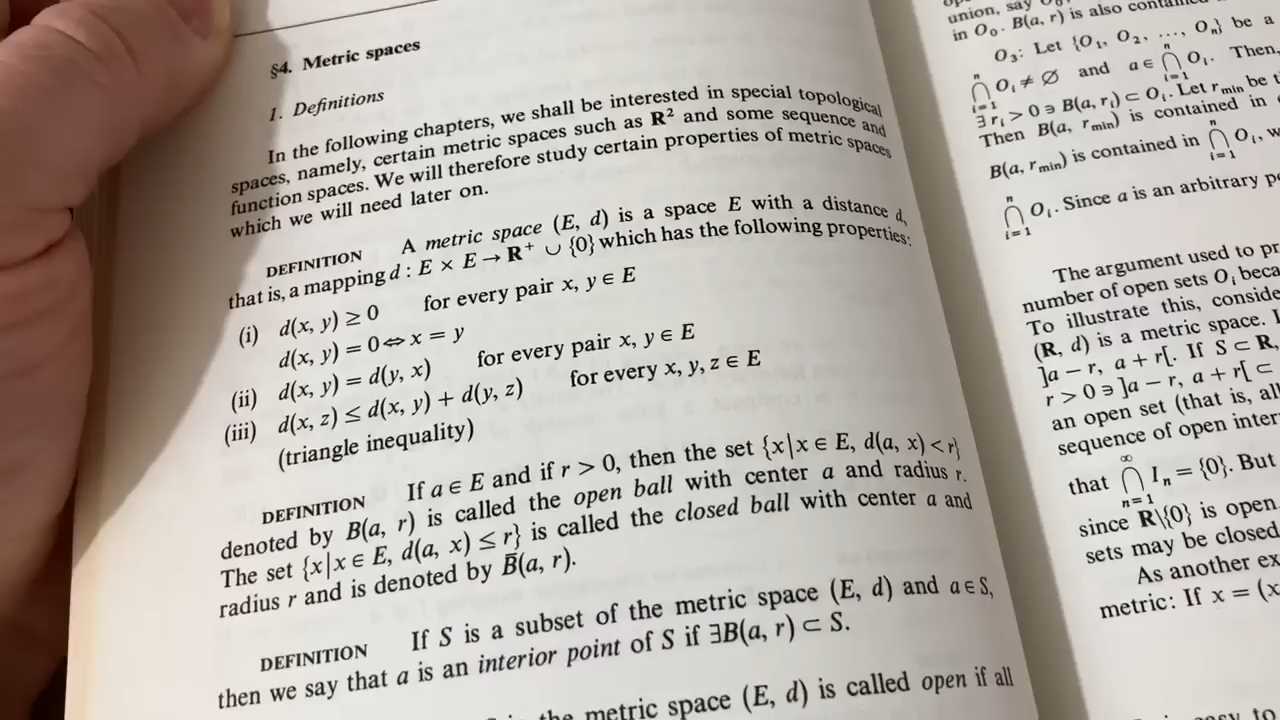 §4. Metric spaces
1. Definitions
In the following chapters, we shall be interested in special topological
spaces, namely, certain metric spaces such as R² and some sequence and
function spaces. We will therefore study certain properties of metric spaces
which we will need later on.
DEFINITION A metric space (E, d) is a space E with a distance d,
that is, a mapping d : E × E → R⁺ ∪ {0} which has the following properties:
(i) d(x, y) ≥ 0 for every pair x, y ∈ E
d(x, y) = 0 ⇔ x = y
(ii) d(x, y) = d(y, x) for every pair x, y ∈ E
(iii) d(x, z) ≤ d(x, y) + d(y, z) for every x, y, z ∈ E
(triangle inequality)
DEFINITION If a ∈ E and if r > 0, then the set {x|x ∈ E, d(a, x) < r}
denoted by B(a, r) is called the open ball with center a and radius r.
The set {x|x ∈ E, d(a, x) ≤ r} is called the closed ball with center a and
radius r and is denoted by B̄(a, r).
DEFINITION If S is a subset of the metric space (E, d) and a ∈ S,
then we say that a is an interior point of S if ∃B(a, r) ⊂ S.
the metric space (E, d) is called open if all
union, say
in O₀. B(a, r) is also
O₃: Let {O₁, O₂, ..., Oₙ} be a
⋂ᵢ₌₁ⁿ Oᵢ ≠ ∅ and a ∈ ⋂ᵢ₌₁ⁿ Oᵢ. Then,
∃ rᵢ > 0 ∋ B(a, rᵢ) ⊂ Oᵢ. Let r_min be
Then B(a, r_min) is contained in
B(a, r_min) is contained in ⋂ᵢ₌₁ⁿ Oᵢ,
⋂ᵢ₌₁ⁿ Oᵢ. Since a is an arbitrary
The argument used to
number of open sets Oᵢ
To illustrate this,
(R, d) is a metric space.
]a − r, a + r[. If S ⊂ R,
r > 0 ∋ ]a − r, a + r[ ⊂
an open set (that is,
sequence of open
that ⋂ₙ₌₁^∞ Iₙ = {0}. But
since R\{0} is open.
sets may be closed
As another
metric: If x = (x
to